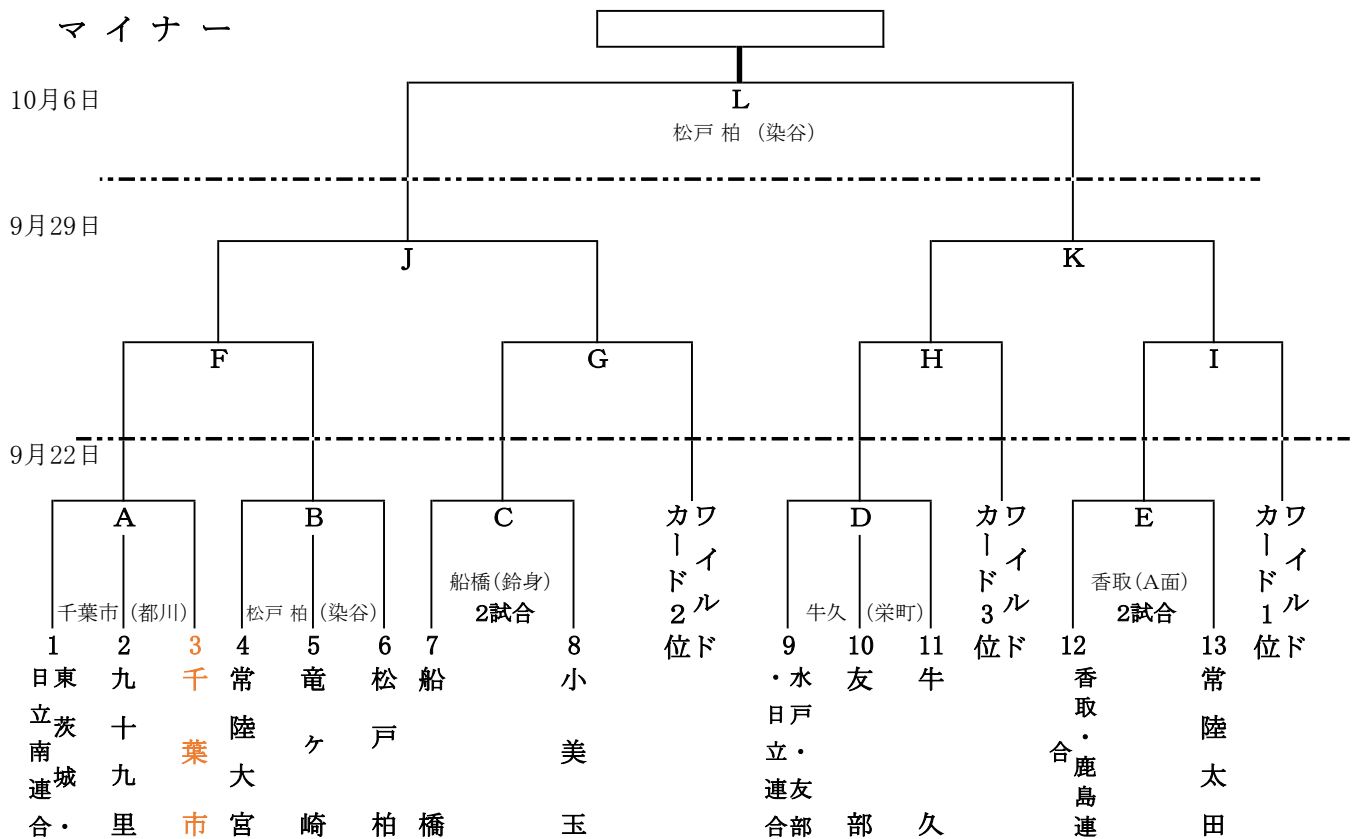 マイナー
10月6日
L
松戸 柏 (染谷)
9月29日
J
K
F
G
H
I
9月22日
A
B
C
D
E
千葉市 (都川)
松戸 柏 (染谷)
船橋(鈴身)
2試合
牛久 (栄町)
香取(A面)
2試合
ワイルド
カード2位
ワイルド
カード3位
ワイルド
カード1位
1
東茨城・
日立南連合
2
九十九里
3
千葉市
4
常陸大宮
5
竜ヶ崎
6
松戸柏
7
船橋
8
小美玉
9
水戸・友部
・日立連合
10
友部
11
牛久
12
香取・鹿島連
合
13
常陸太田